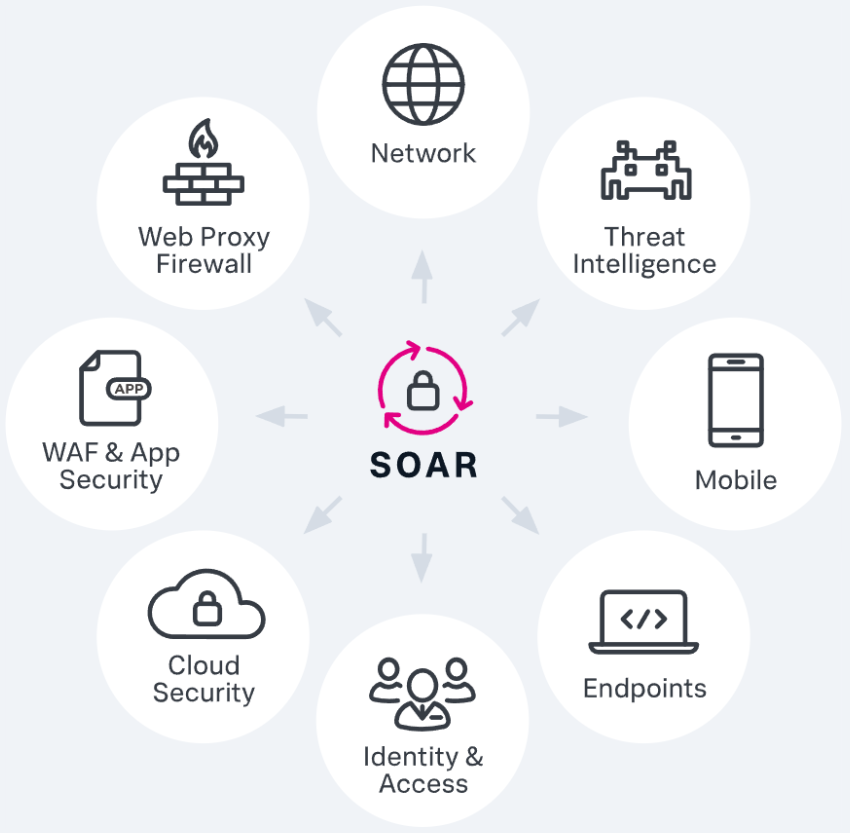 Network
Threat
Intelligence
Mobile
Endpoints
Identity &
Access
Cloud
Security
WAF & App
Security
APP
Web Proxy
Firewall
SOAR
</>